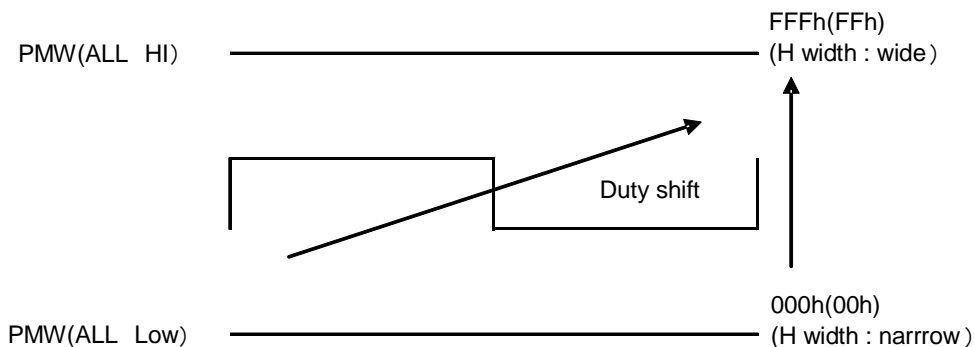 PMW(ALL HI)
FFFh(FFh)
(H width : wide)
Duty shift
PMW(ALL Low)
000h(00h)
(H width : narrrow)